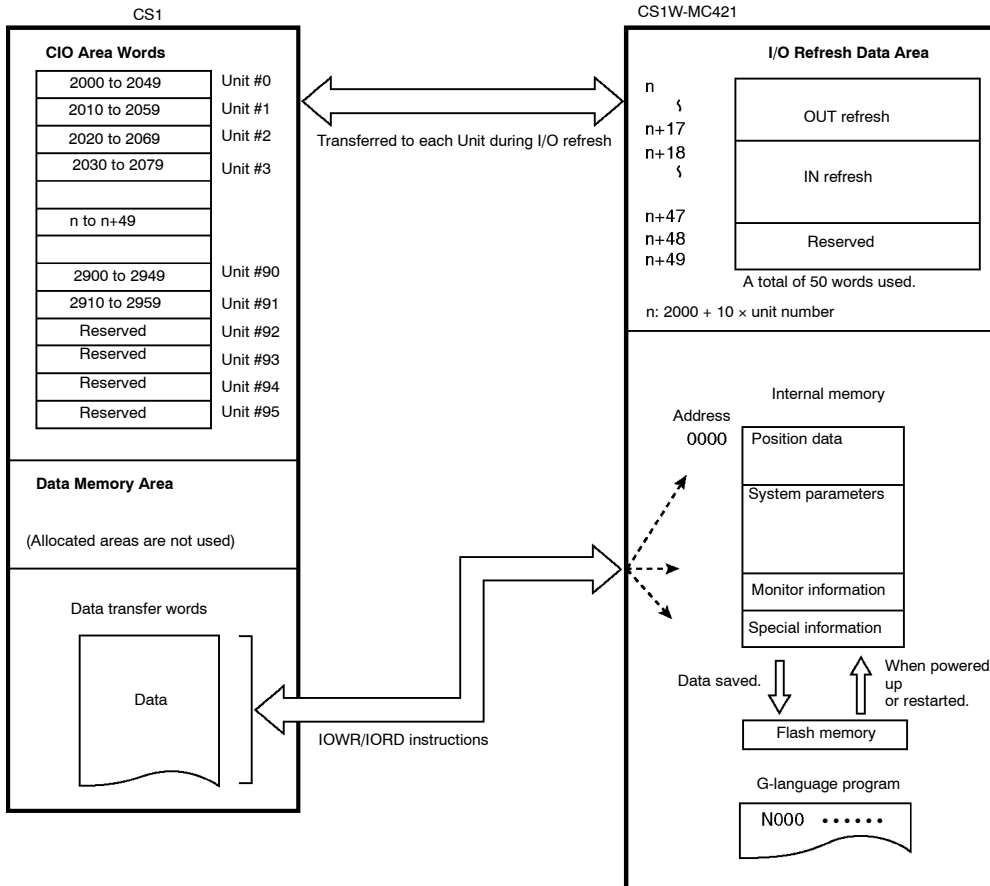 CS1
CIO Area Words
2000 to 2049 Unit #0
2010 to 2059 Unit #1
2020 to 2069 Unit #2
2030 to 2079 Unit #3
n to n+49
2900 to 2949 Unit #90
2910 to 2959 Unit #91
Reserved Unit #92
Reserved Unit #93
Reserved Unit #94
Reserved Unit #95
Data Memory Area
(Allocated areas are not used)
Data transfer words
Data
Transferred to each Unit during I/O refresh
IOWR/IORD instructions
CS1W-MC421
I/O Refresh Data Area
n
n+17
OUT refresh
n+18
IN refresh
n+47
n+48
Reserved
n+49
A total of 50 words used.
n: 2000 + 10 × unit number
Internal memory
Address
0000
Position data
System parameters
Monitor information
Special information
Data saved.
When powered
up
or restarted.
Flash memory
G-language program
N000 ••••••